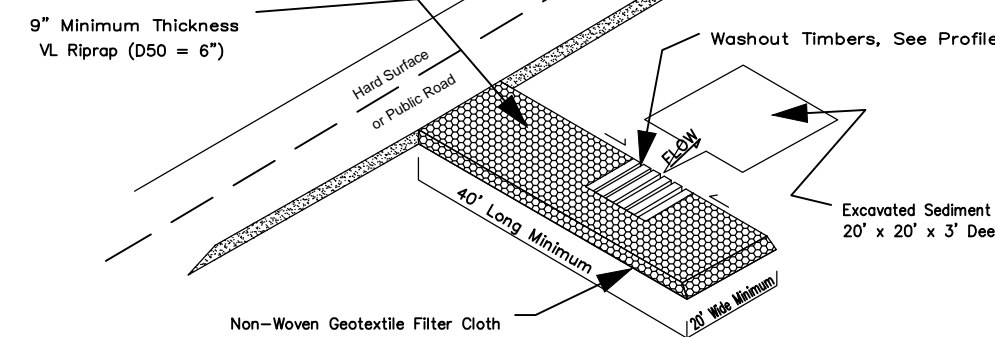 9” Minimum Thickness
VL Riprap (D50 = 6”)
Hard Surface
or Public Road
Washout Timbers, See Profile
FLOW
Excavated Sediment
20’ x 20’ x 3’
40’ Long Minimum
20’ Wide Minimum
Non–Woven Geotextile Filter Cloth